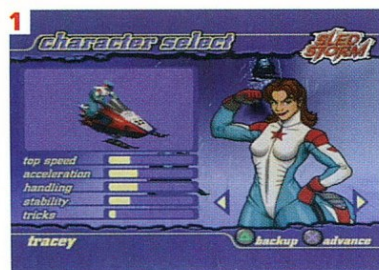 1
character select
SLED
STORM
top speed
acceleration
handling
stability
tricks
tracey
backup advance